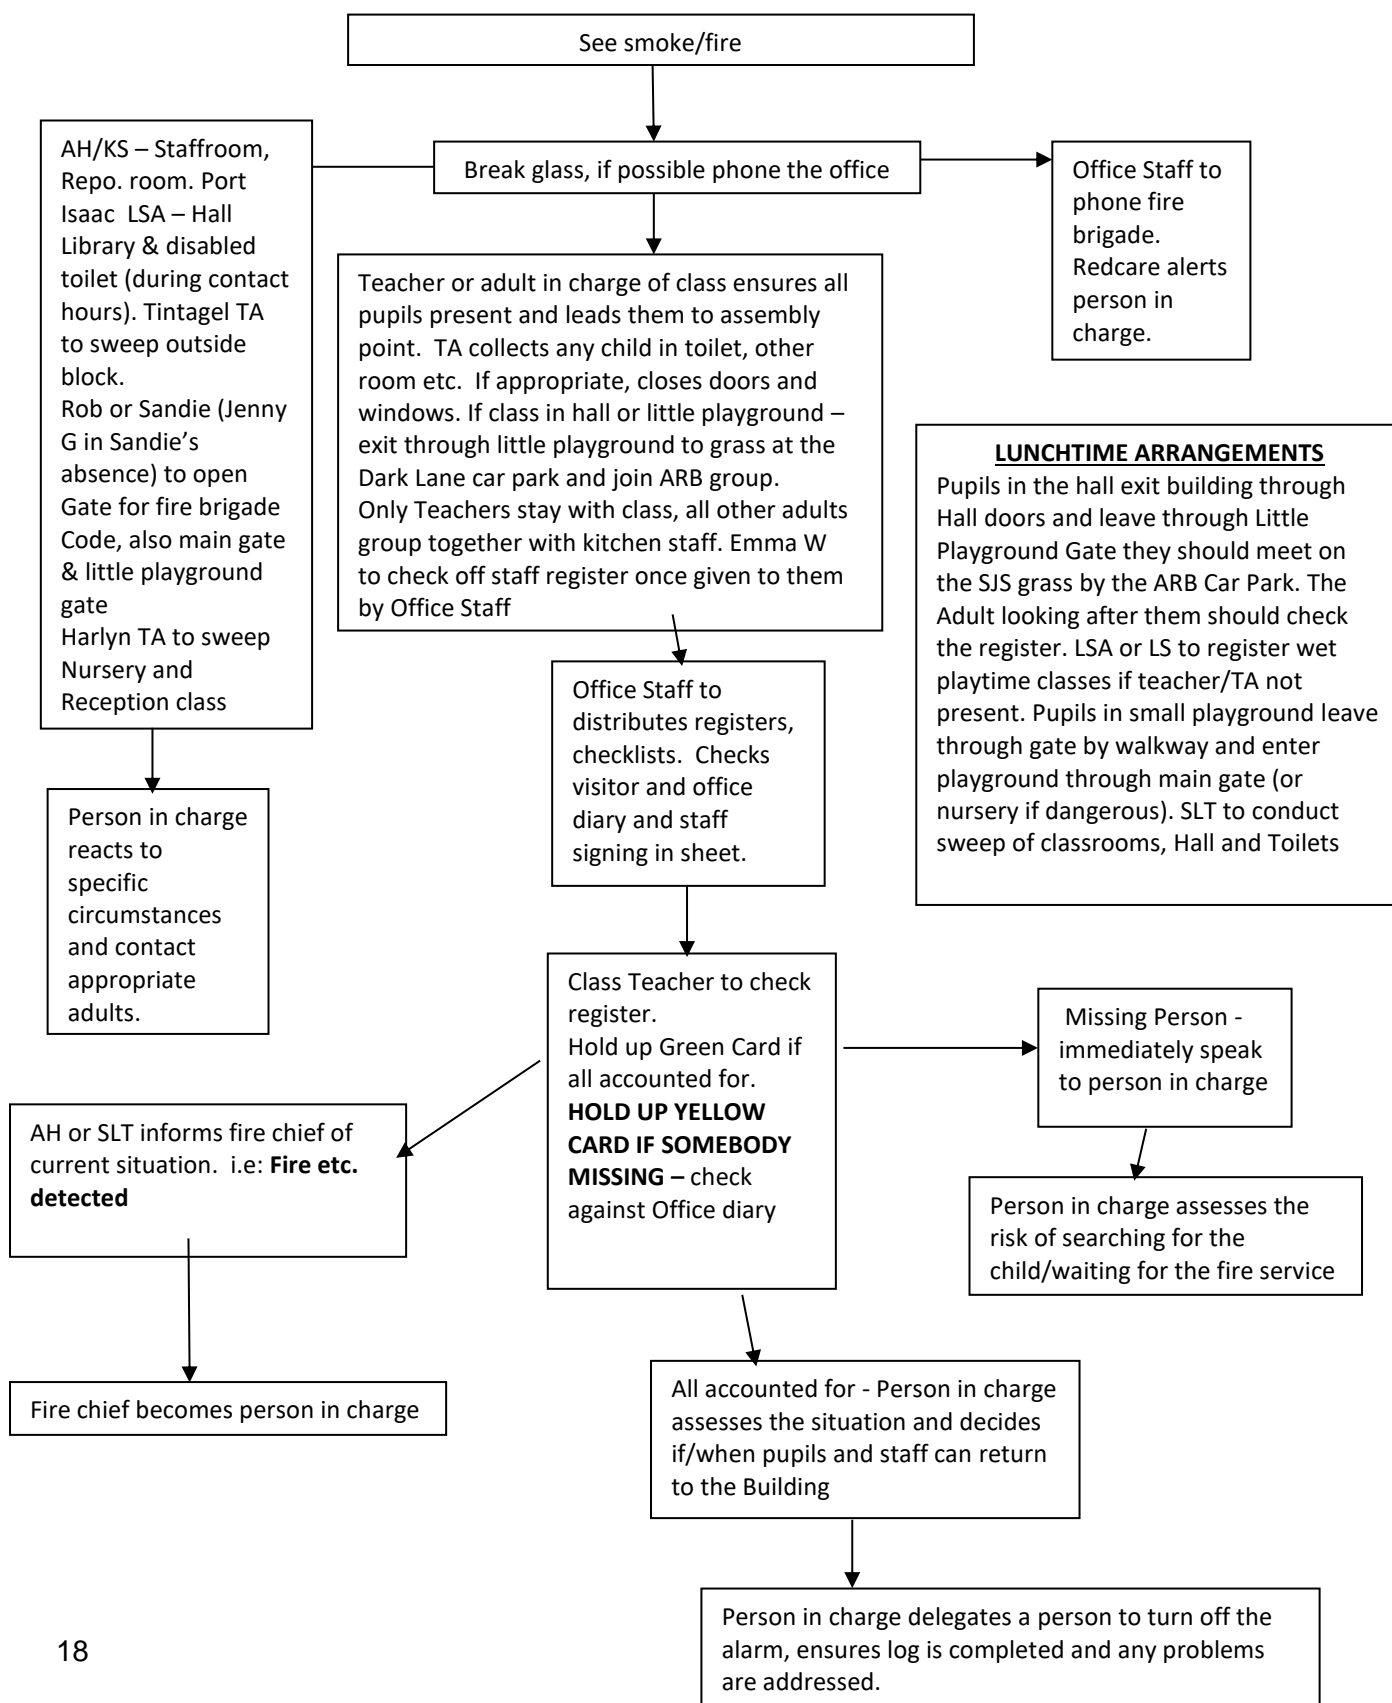 See smoke/fire
AH/KS – Staffroom,
Repo. room. Port
Isaac  LSA – Hall
Library & disabled
toilet (during contact
hours). Tintagel TA
to sweep outside
block.
Rob or Sandie (Jenny
G in Sandie’s
absence) to open
Gate for fire brigade
Code, also main gate
& little playground
gate
Harlyn TA to sweep
Nursery and
Reception class
Break glass, if possible phone the office
Office Staff to
phone fire
brigade.
Redcare alerts
person in
charge.
Teacher or adult in charge of class ensures all
pupils present and leads them to assembly
point.  TA collects any child in toilet, other
room etc.  If appropriate, closes doors and
windows. If class in hall or little playground –
exit through little playground to grass at the
Dark Lane car park and join ARB group.
Only Teachers stay with class, all other adults
group together with kitchen staff. Emma W
to check off staff register once given to them
by Office Staff
LUNCHTIME ARRANGEMENTS
Pupils in the hall exit building through
Hall doors and leave through Little
Playground Gate they should meet on
the SJS grass by the ARB Car Park. The
Adult looking after them should check
the register. LSA or LS to register wet
playtime classes if teacher/TA not
present. Pupils in small playground leave
through gate by walkway and enter
playground through main gate (or
nursery if dangerous). SLT to conduct
sweep of classrooms, Hall and Toilets
Office Staff to
distributes registers,
checklists.  Checks
visitor and office
diary and staff
signing in sheet.
Person in charge
reacts to
specific
circumstances
and contact
appropriate
adults.
Class Teacher to check
register.
Hold up Green Card if
all accounted for.
HOLD UP YELLOW
CARD IF SOMEBODY
MISSING – check
against Office diary
Missing Person -
immediately speak
to person in charge
AH or SLT informs fire chief of
current situation.  i.e: Fire etc.
detected
Person in charge assesses the
risk of searching for the
child/waiting for the fire service
Fire chief becomes person in charge
All accounted for - Person in charge
assesses the situation and decides
if/when pupils and staff can return
to the Building
Person in charge delegates a person to turn off the
alarm, ensures log is completed and any problems
are addressed.
18